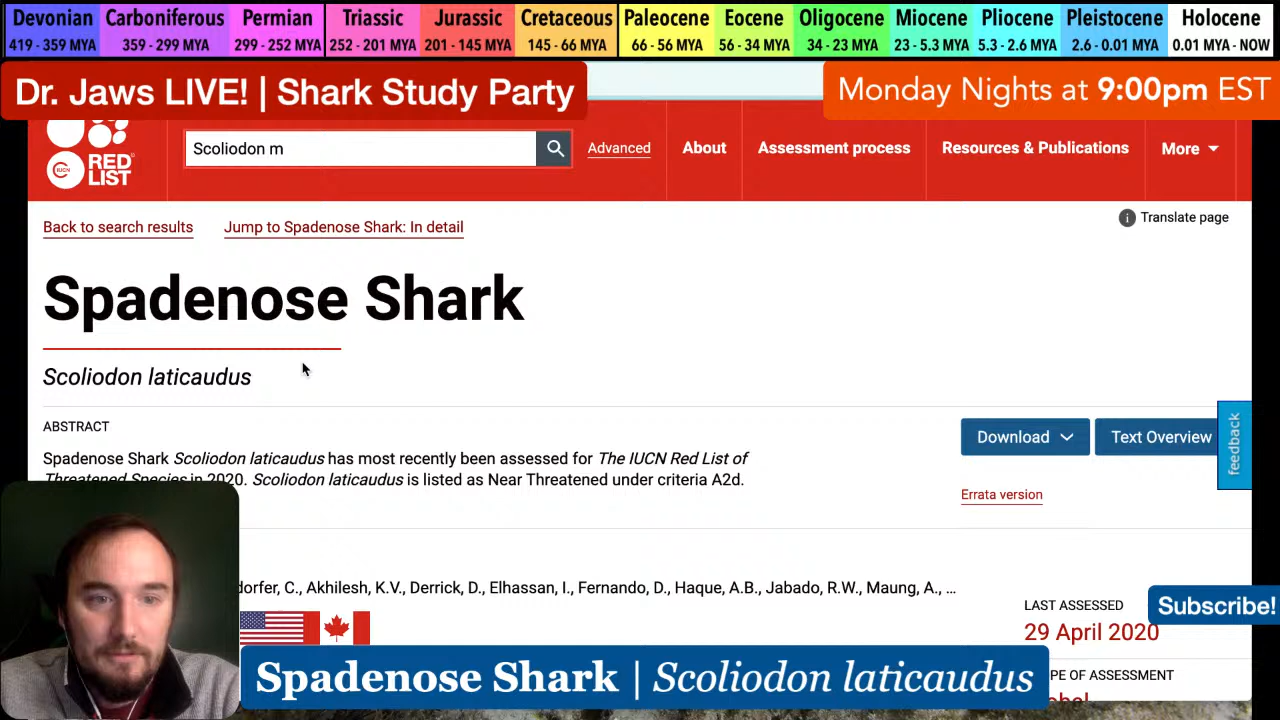 Devonian Carboniferous Permian Triassic Jurassic Cretaceous Paleocene Eocene Oligocene Miocene Pliocene Pleistocene Holocene
419 - 359 MYA 359 - 299 MYA 299 - 252 MYA 252 - 201 MYA 201 - 145 MYA 145 - 66 MYA 66 - 56 MYA 56 - 34 MYA 34 - 23 MYA 23 - 5.3 MYA 5.3 - 2.6 MYA 2.6 - 0.01 MYA 0.01 MYA - NOW
Dr. Jaws LIVE! | Shark Study Party
Monday Nights at 9:00pm EST
IUCN
RED
LIST
Scoliodon m
Advanced
About
Assessment process
Resources & Publications
More
Back to search results
Jump to Spadenose Shark: In detail
Translate page
Spadenose Shark
Scoliodon laticaudus
ABSTRACT
Spadenose Shark Scoliodon laticaudus has most recently been assessed for The IUCN Red List of
Threatened Species in 2020. Scoliodon laticaudus is listed as Near Threatened under criteria A2d.
Download
Text Overview
feedback
Errata version
dorfer, C., Akhilesh, K.V., Derrick, D., Elhassan, I., Fernando, D., Haque, A.B., Jabado, R.W., Maung, A., ...
LAST ASSESSED
29 April 2020
Subscribe!
PE OF ASSESSMENT
Spadenose Shark | Scoliodon laticaudus